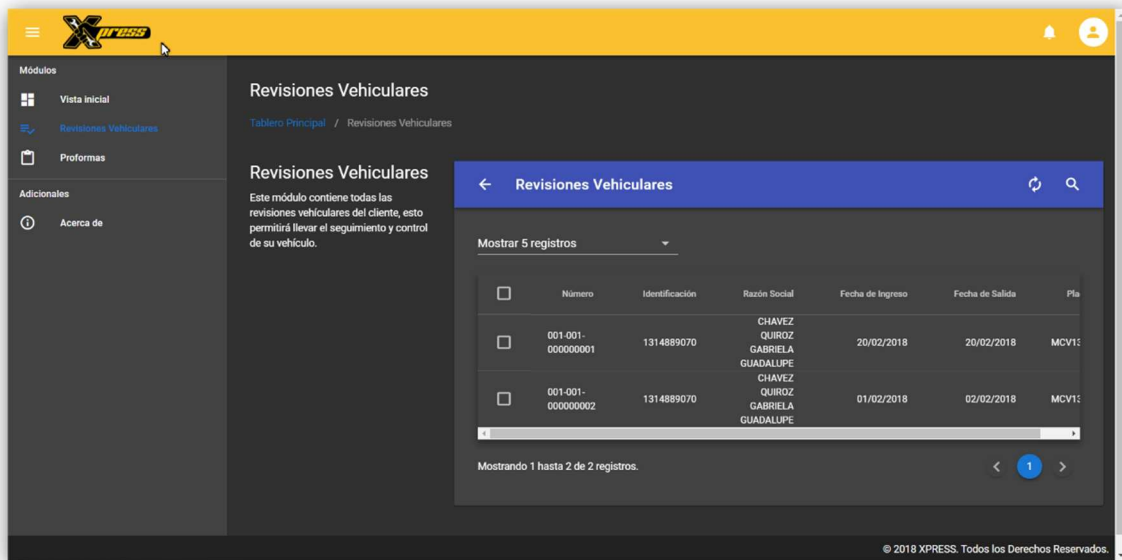 Xpress
Módulos
Vista inicial
Revisiones Vehiculares
Proformas
Adicionales
Acerca de
Revisiones Vehiculares
Tablero Principal / Revisiones Vehiculares
Revisiones Vehiculares
Este módulo contiene todas las
revisiones vehículares del cliente, esto
permitirá llevar el seguimiento y control
de su vehículo.
Revisiones Vehiculares
Mostrar 5 registros
Número Identificación Razón Social Fecha de Ingreso Fecha de Salida Pla
001-001-
000000001
1314889070
CHAVEZ
QUIROZ
GABRIELA
GUADALUPE
20/02/2018 20/02/2018 MCV13
001-001-
000000002
1314889070
CHAVEZ
QUIROZ
GABRIELA
GUADALUPE
01/02/2018 02/02/2018 MCV13
Mostrando 1 hasta 2 de 2 registros.
1
© 2018 XPRESS. Todos los Derechos Reservados.